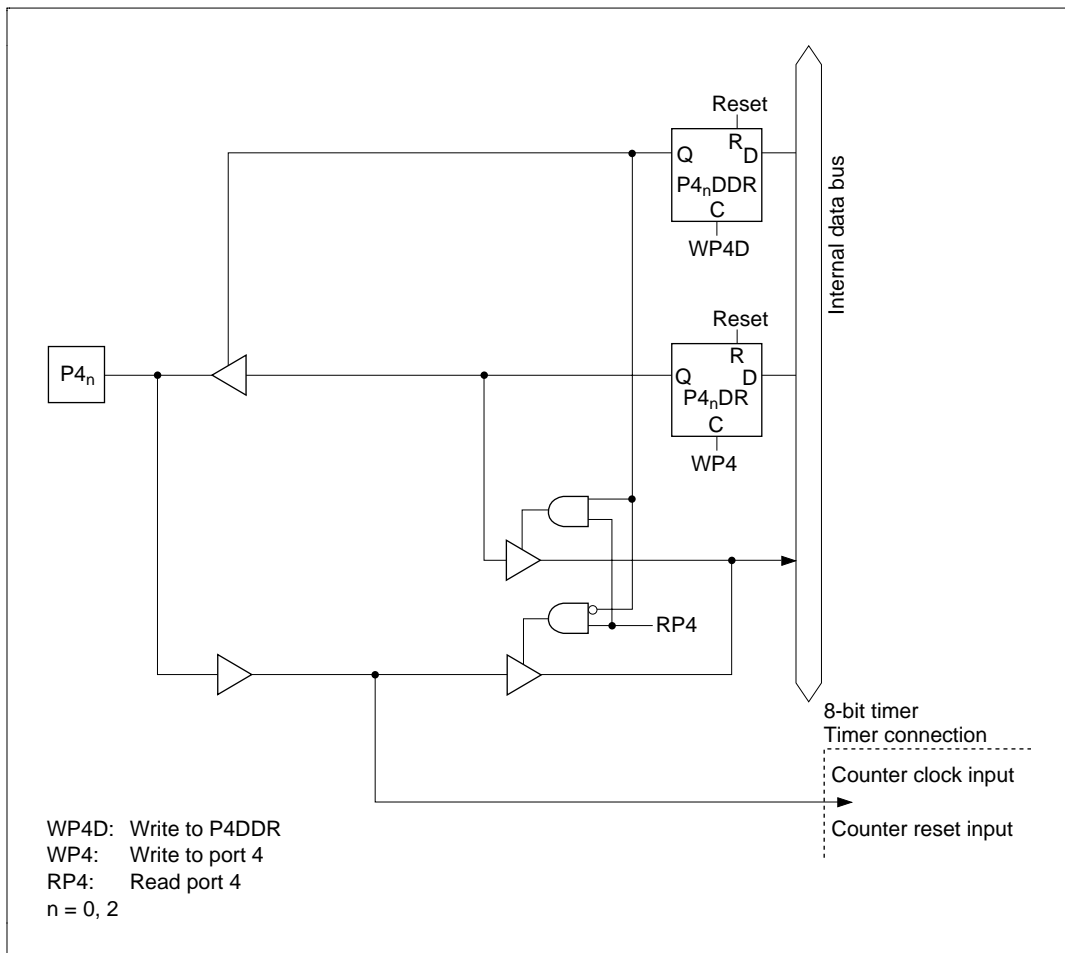 Reset
R
Q D
P4nDDR
C
WP4D
Internal data bus
Reset
R
Q D
P4nDR
C
WP4
P4n
RP4
8-bit timer
Timer connection
Counter clock input
Counter reset input
WP4D: Write to P4DDR
WP4: Write to port 4
RP4: Read port 4
n = 0, 2